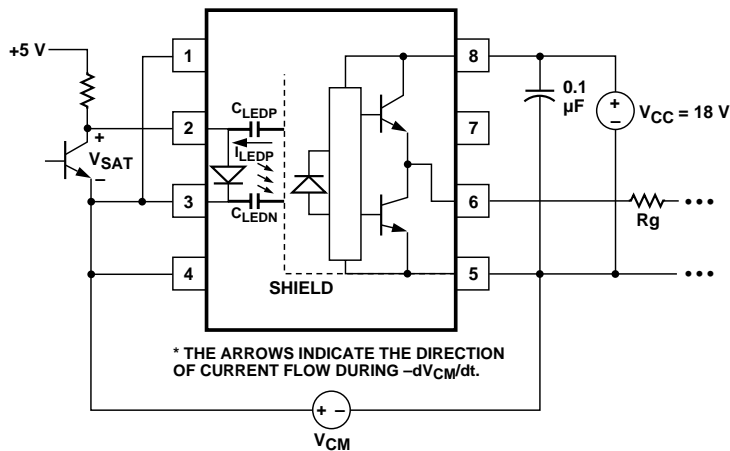 +5 V
1
2
3
4
+
V_SAT
–
C_LEDP
I_LEDP
C_LEDN
SHIELD
8
7
6
5
0.1
µF
+
–
V_CC = 18 V
Rg
•••
•••
* THE ARROWS INDICATE THE DIRECTION
OF CURRENT FLOW DURING –dV_CM/dt.
+ –
V_CM